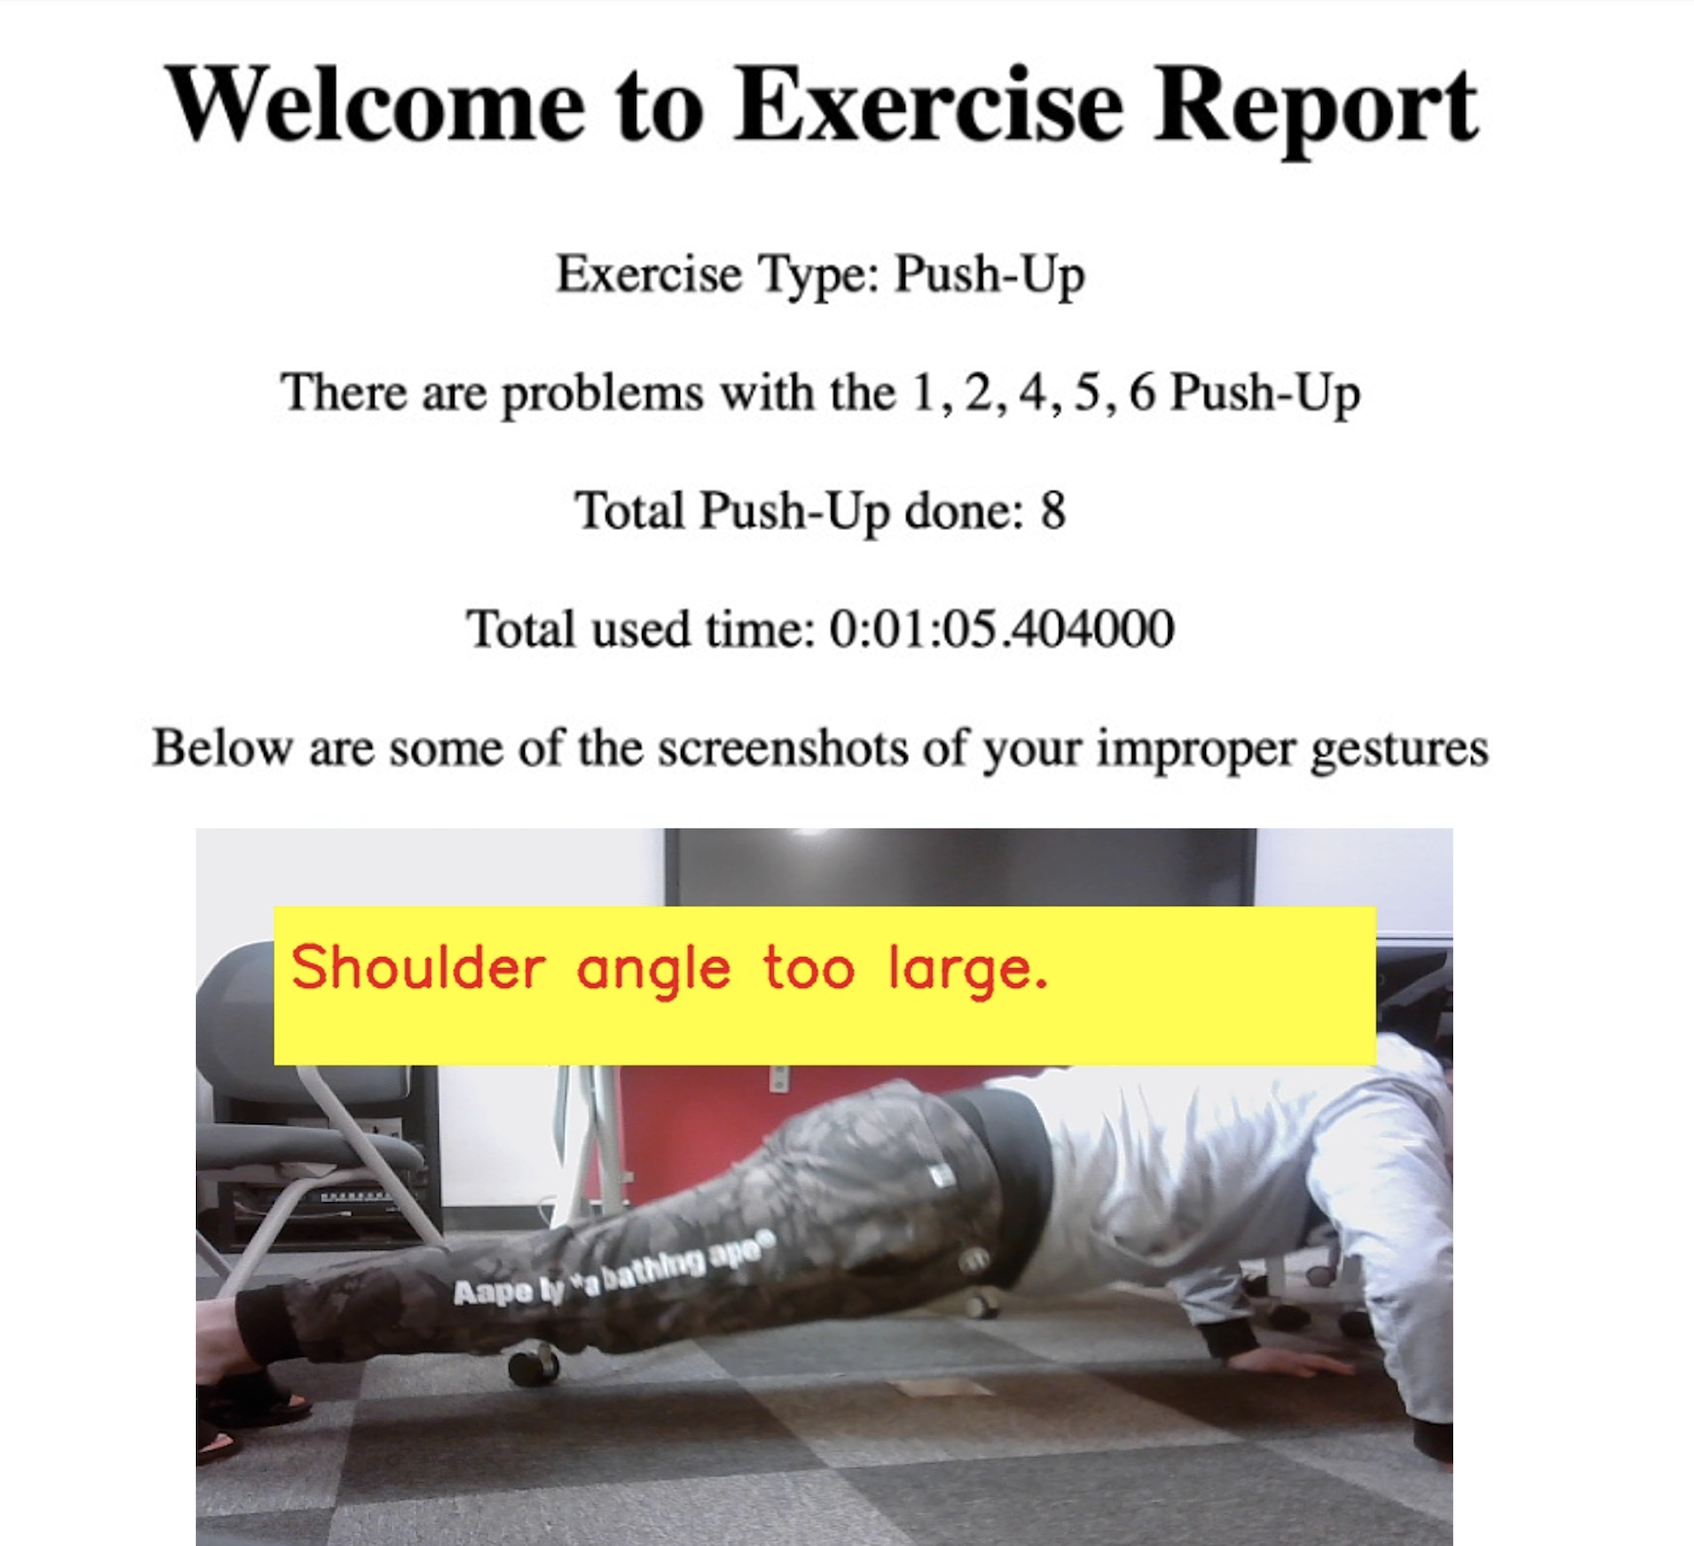 Welcome to Exercise Report
Exercise Type: Push-Up
There are problems with the 1, 2, 4, 5, 6 Push-Up
Total Push-Up done: 8
Total used time: 0:01:05.404000
Below are some of the screenshots of your improper gestures
Shoulder angle too large.
Aape by "a bathing ape®